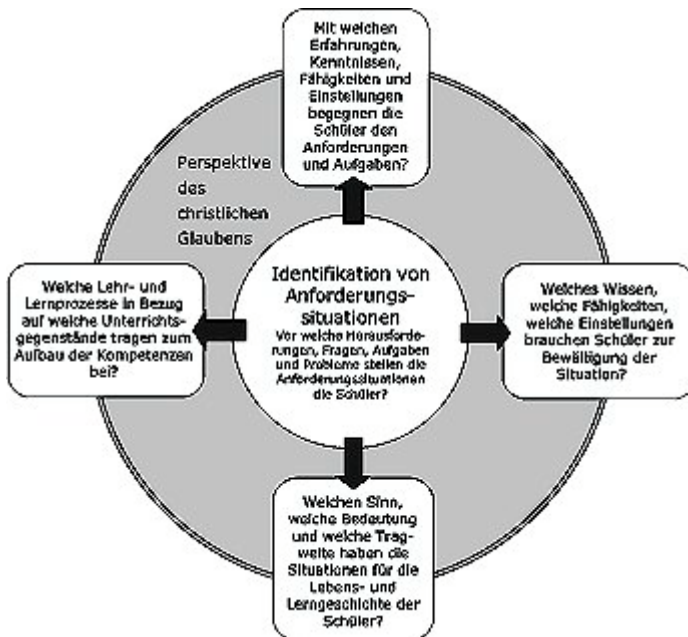 Mit welchen
Erfahrungen,
Kenntnissen,
Fähigkeiten und
Einstellungen
begegnen die
Schüler den
Anforderungen
und Aufgaben?
Perspektive
des
christlichen
Glaubens
Welche Lehr- und
Lernprozesse in Bezug
auf welche Unterrichts-
gegenstände tragen zum
Aufbau der Kompetenzen
bei?
Identifikation von
Anforderungs-
situationen
Vor welche Herausforde-
rungen, Fragen, Aufgaben
und Probleme stellen die
Anforderungssituationen
die Schüler?
Welches Wissen,
welche Fähigkeiten,
welche Einstellungen
brauchen Schüler zur
Bewältigung der
Situation?
Welchen Sinn,
welche Bedeutung
und welche Trag-
weite haben die
Situationen für die
Lebens- und
Lerngeschichte der
Schüler?